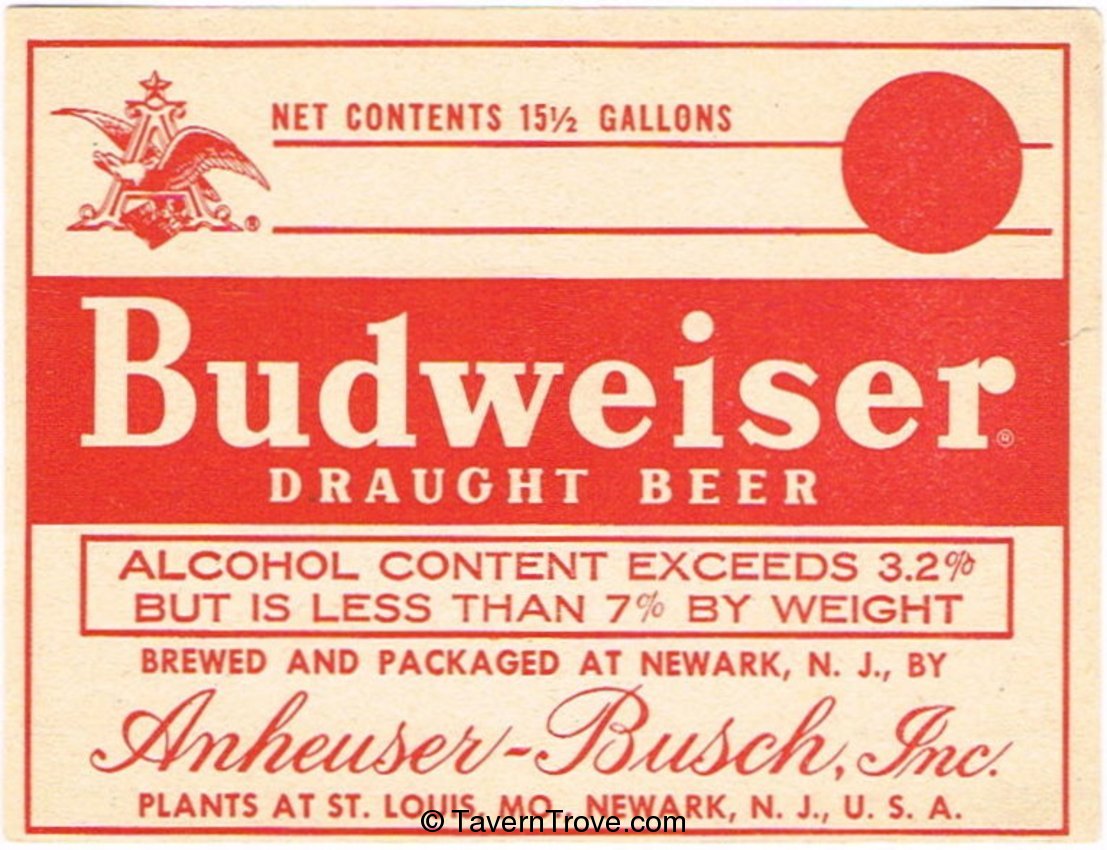 NET CONTENTS 15½ GALLONS
A
®
Budweiser®
DRAUGHT BEER
ALCOHOL CONTENT EXCEEDS 3.2%
BUT IS LESS THAN 7% BY WEIGHT
BREWED AND PACKAGED AT NEWARK, N. J., BY
Anheuser-Busch, Inc.
PLANTS AT ST. LOUIS, MO., NEWARK, N. J., U. S. A.
© TavernTrove.com